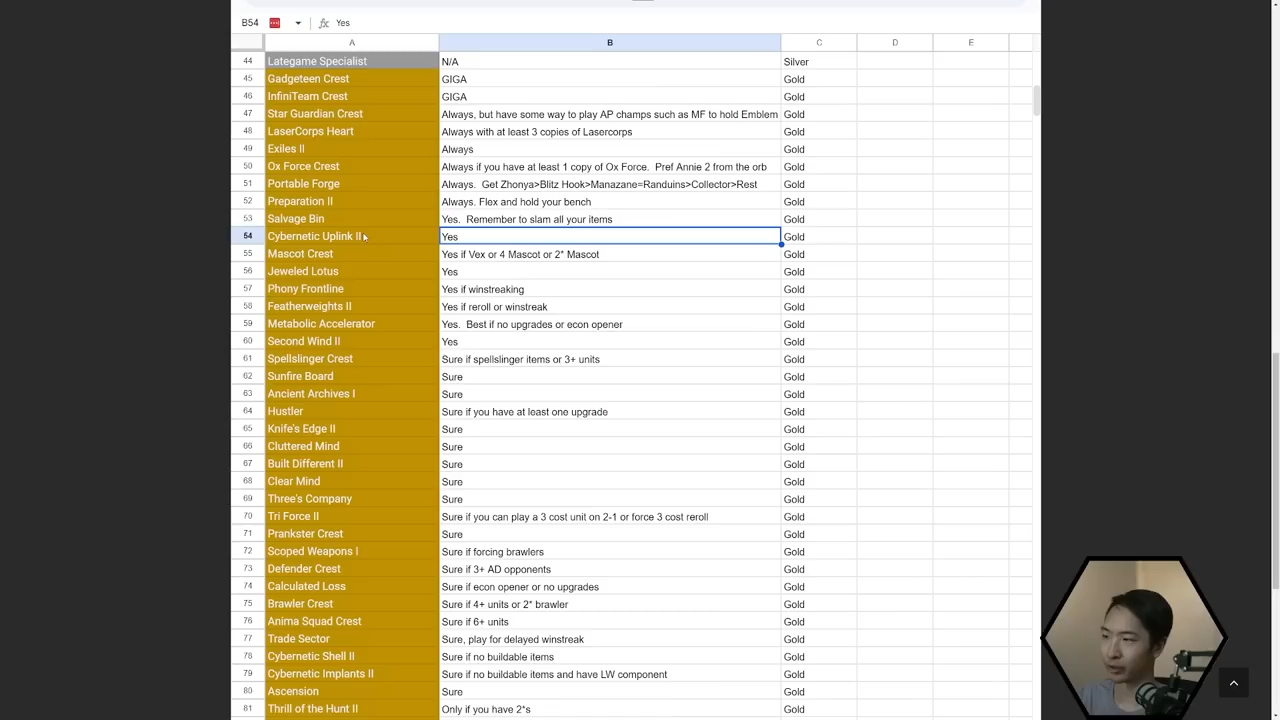 B54 fx Yes
A B C D E
44 Lategame Specialist N/A Silver
45 Gadgeteen Crest GIGA Gold
46 InfiniTeam Crest GIGA Gold
47 Star Guardian Crest Always, but have some way to play AP champs such as MF to hold Emblem Gold
48 LaserCorps Heart Always with at least 3 copies of Lasercorps Gold
49 Exiles II Always Gold
50 Ox Force Crest Always if you have at least 1 copy of Ox Force. Pref Annie 2 from the orb Gold
51 Portable Forge Always. Get Zhonya>Blitz Hook>Manazane=Randuins>Collector>Rest Gold
52 Preparation II Always. Flex and hold your bench Gold
53 Salvage Bin Yes. Remember to slam all your items Gold
54 Cybernetic Uplink II Yes Gold
55 Mascot Crest Yes if Vex or 4 Mascot or 2* Mascot Gold
56 Jeweled Lotus Yes Gold
57 Phony Frontline Yes if winstreaking Gold
58 Featherweights II Yes if reroll or winstreak Gold
59 Metabolic Accelerator Yes. Best if no upgrades or econ opener Gold
60 Second Wind II Yes Gold
61 Spellslinger Crest Sure if spellslinger items or 3+ units Gold
62 Sunfire Board Sure Gold
63 Ancient Archives I Sure Gold
64 Hustler Sure if you have at least one upgrade Gold
65 Knife's Edge II Sure Gold
66 Cluttered Mind Sure Gold
67 Built Different II Sure Gold
68 Clear Mind Sure Gold
69 Three's Company Sure Gold
70 Tri Force II Sure if you can play a 3 cost unit on 2-1 or force 3 cost reroll Gold
71 Prankster Crest Sure Gold
72 Scoped Weapons I Sure if forcing brawlers Gold
73 Defender Crest Sure if 3+ AD opponents Gold
74 Calculated Loss Sure if econ opener or no upgrades Gold
75 Brawler Crest Sure if 4+ units or 2* brawler Gold
76 Anima Squad Crest Sure if 6+ units Gold
77 Trade Sector Sure, play for delayed winstreak Gold
78 Cybernetic Shell II Sure if no buildable items Gold
79 Cybernetic Implants II Sure if no buildable items and have LW component Gold
80 Ascension Sure Gold
81 Thrill of the Hunt II Only if you have 2*s Gold